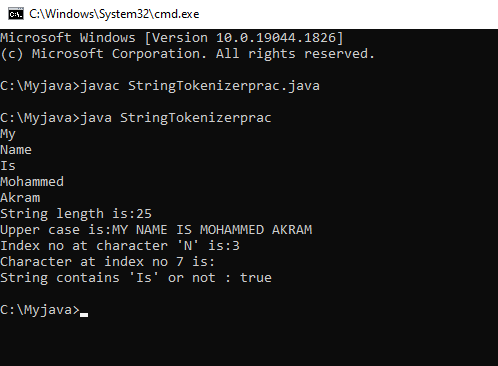 C:\Windows\System32\cmd.exe
Microsoft Windows [Version 10.0.19044.1826]
(c) Microsoft Corporation. All rights reserved.
C:\Myjava>javac StringTokenizerprac.java
C:\Myjava>java StringTokenizerprac
My
Name
Is
Mohammed
Akram
String length is:25
Upper case is:MY NAME IS MOHAMMED AKRAM
Index no at character 'N' is:3
Character at index no 7 is:
String contains 'Is' or not : true
C:\Myjava>